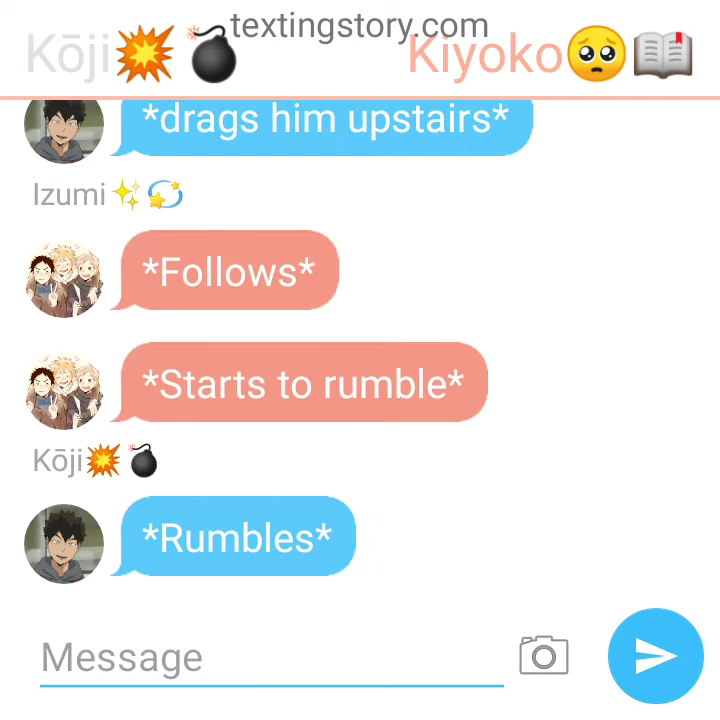 textingstory.com
Kōji💥💣 Kiyoko🥺📖
*drags him upstairs*
Izumi✨💫
*Follows*
*Starts to rumble*
Kōji💥💣
*Rumbles*
Message